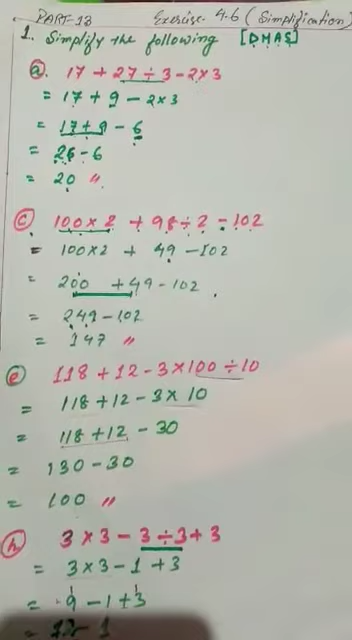 PART-13 Exercise-4.6 (Simplification)
1. Simplify the following [DMAS]
a. 17 + 27 ÷ 3 - 2 × 3
= 17 + 9 - 2 × 3
= 17 + 9 - 6
= 26 - 6
= 20 "
c 100 × 2 + 98 ÷ 2 - 102
= 100 × 2 + 49 - 102
= 200 + 49 - 102
= 249 - 102
= 147 "
e 118 + 12 - 3 × 100 ÷ 10
= 118 + 12 - 3 × 10
= 118 + 12 - 30
= 130 - 30
= 100 "
h 3 × 3 - 3 ÷ 3 + 3
= 3 × 3 - 1 + 3
= 9 - 1 + 3
= 12 - 1